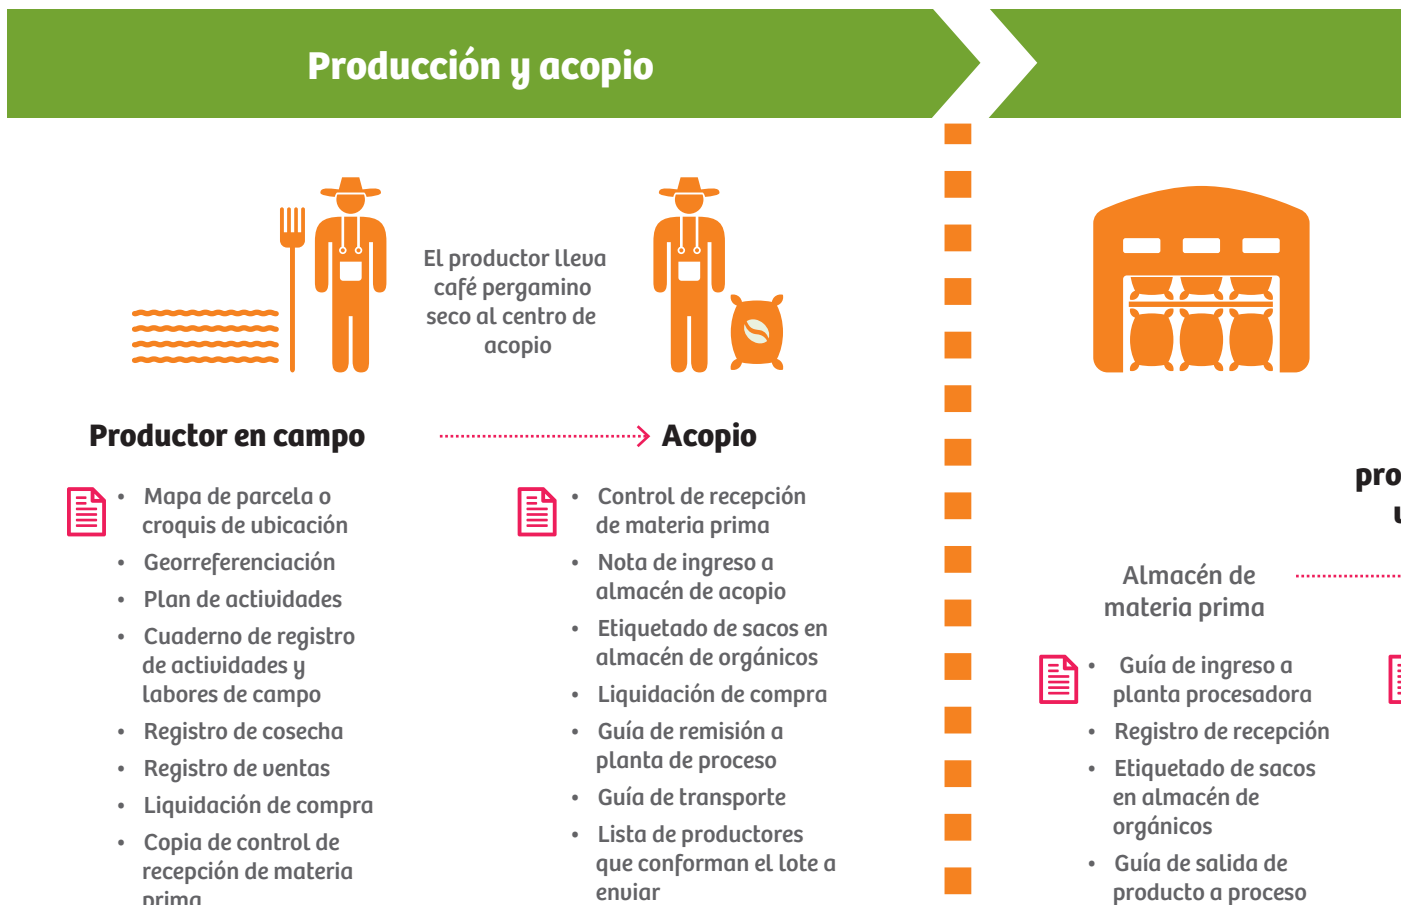 Producción y acopio
El productor lleva
café pergamino
seco al centro de
acopio
Productor en campo
Acopio
• Mapa de parcela o
croquis de ubicación
• Georreferenciación
• Plan de actividades
• Cuaderno de registro
de actividades y
labores de campo
• Registro de cosecha
• Registro de ventas
• Liquidación de compra
• Copia de control de
recepción de materia
prima
• Control de recepción
de materia prima
• Nota de ingreso a
almacén de acopio
• Etiquetado de sacos en
almacén de orgánicos
• Liquidación de compra
• Guía de remisión a
planta de proceso
• Guía de transporte
• Lista de productores
que conforman el lote a
enviar
pro
Almacén de
materia prima
• Guía de ingreso a
planta procesadora
• Registro de recepción
• Etiquetado de sacos
en almacén de
orgánicos
• Guía de salida de
producto a proceso